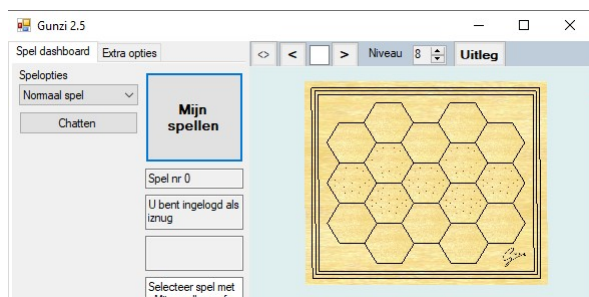 Gunzi 2.5
Spel dashboard Extra opties
<> < > Niveau 8 Uitleg
Spelopties
Normaal spel
Chatten
Mijn
spellen
Spel nr 0
U bent ingelogd als
iznug
Selecteer spel met